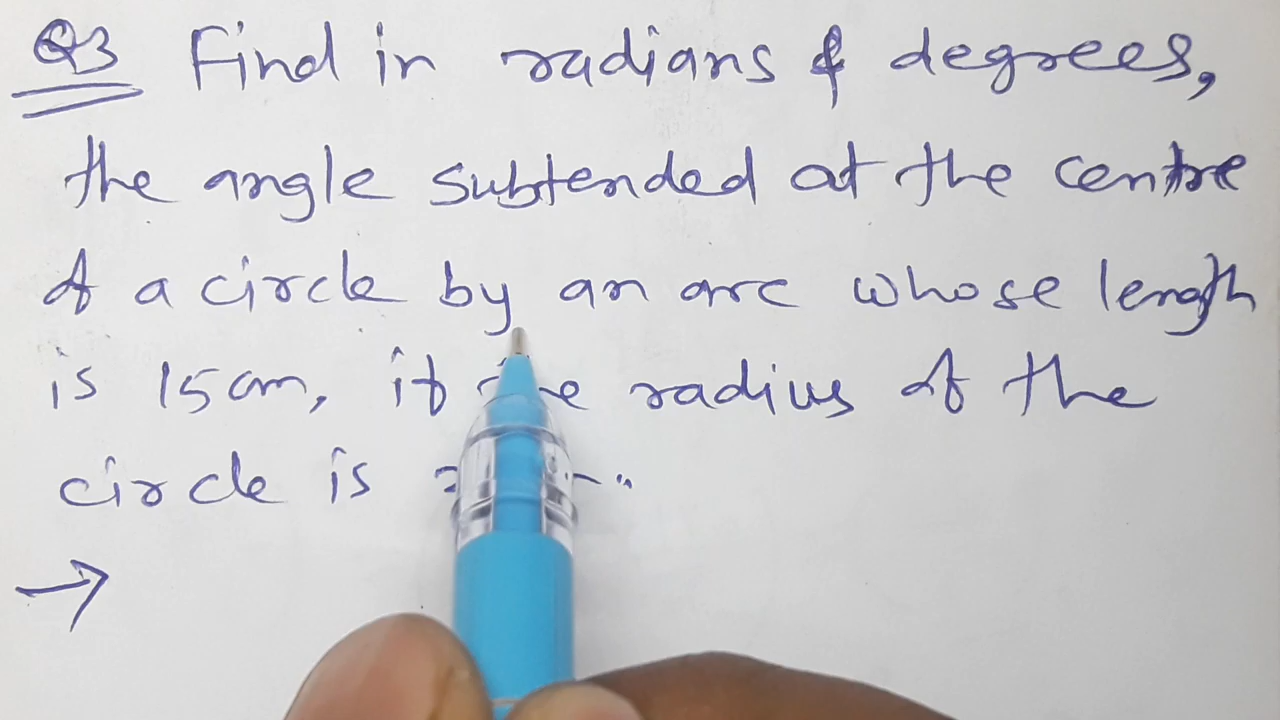 Q3 Find in radians & degrees,
the angle subtended at the centre
of a circle by an arc whose length
is 15cm, if the radius of the
circle is